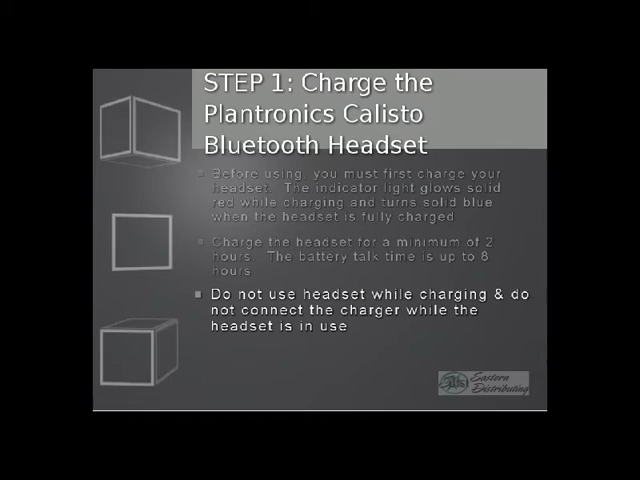 STEP 1: Charge the
Plantronics Calisto
Bluetooth Headset
Before using, you must first charge your
headset.  The indicator light glows solid
red while charging and turns solid blue
when the headset is fully charged
Charge the headset for a minimum of 2
hours.  The battery talk time is up to 8
hours
Do not use headset while charging & do
not connect the charger while the
headset is in use
Eastern
Distributing